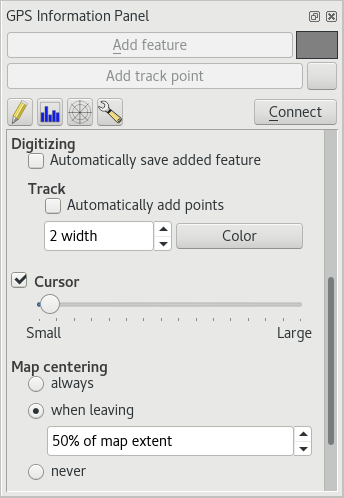 GPS Information Panel
Add feature
Add track point
Connect
Digitizing
Automatically save added feature
Track
Automatically add points
2 width
Color
Cursor
Small Large
Map centering
always
when leaving
50% of map extent
never